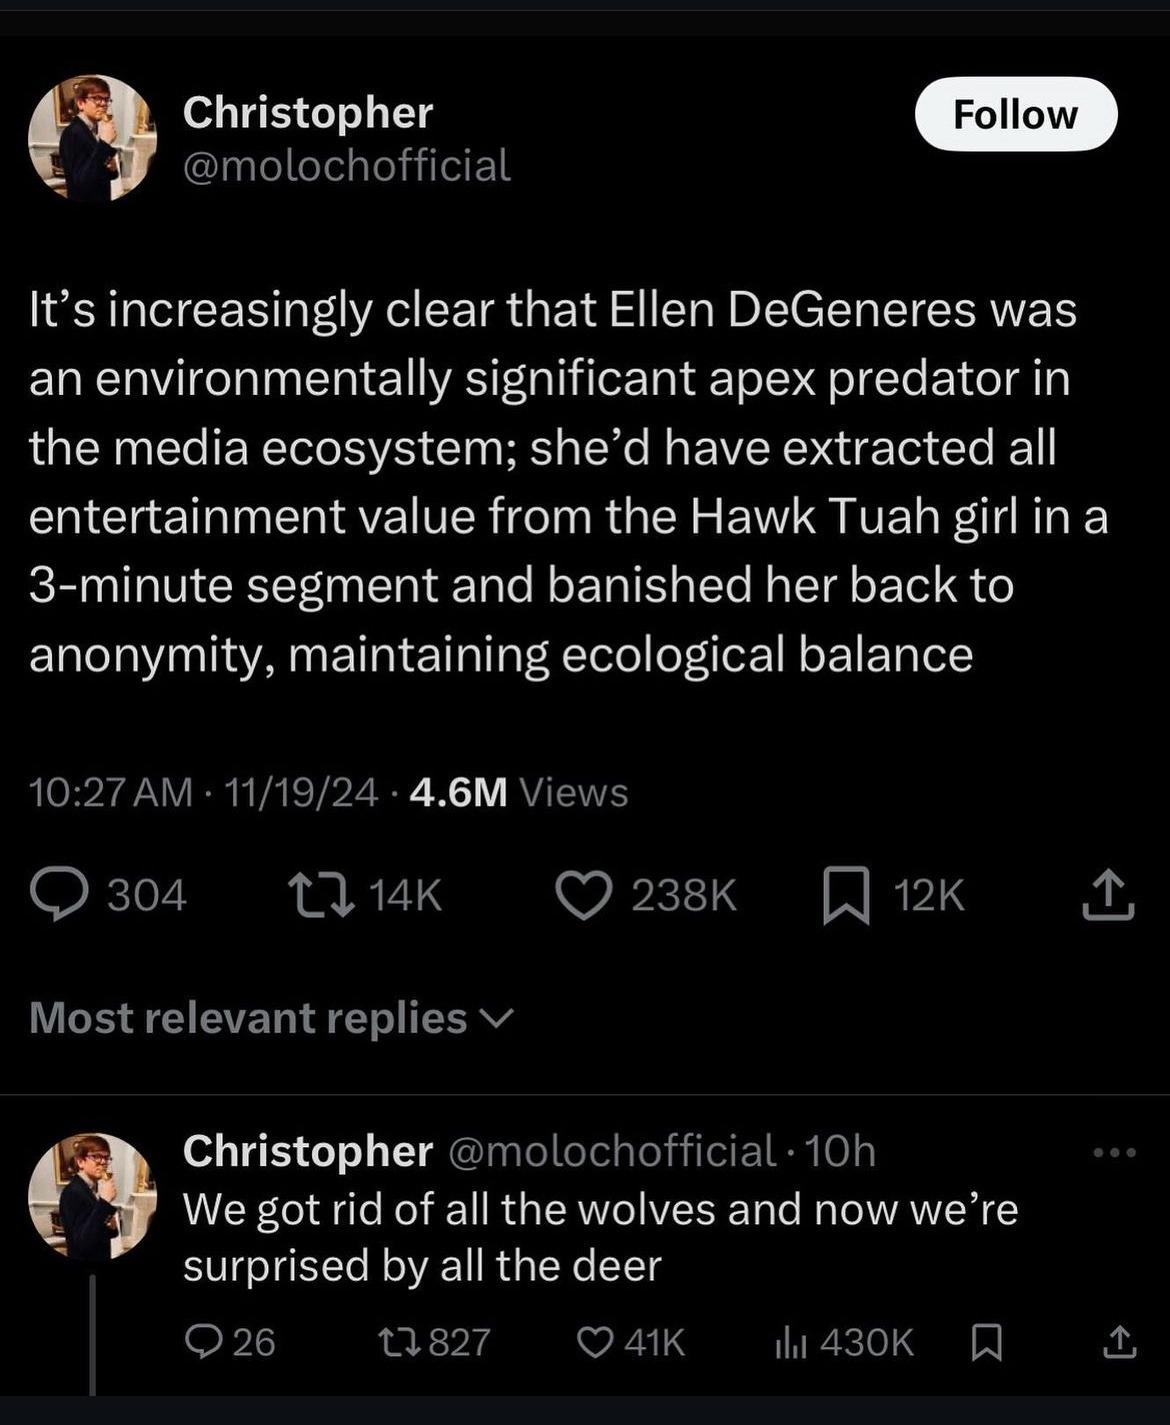 Christopher
@molochofficial
Follow
It’s increasingly clear that Ellen DeGeneres was
an environmentally significant apex predator in
the media ecosystem; she’d have extracted all
entertainment value from the Hawk Tuah girl in a
3-minute segment and banished her back to
anonymity, maintaining ecological balance
10:27 AM · 11/19/24 · 4.6M Views
304 14K 238K 12K
Most relevant replies
Christopher @molochofficial · 10h
We got rid of all the wolves and now we’re
surprised by all the deer
26 827 41K 430K